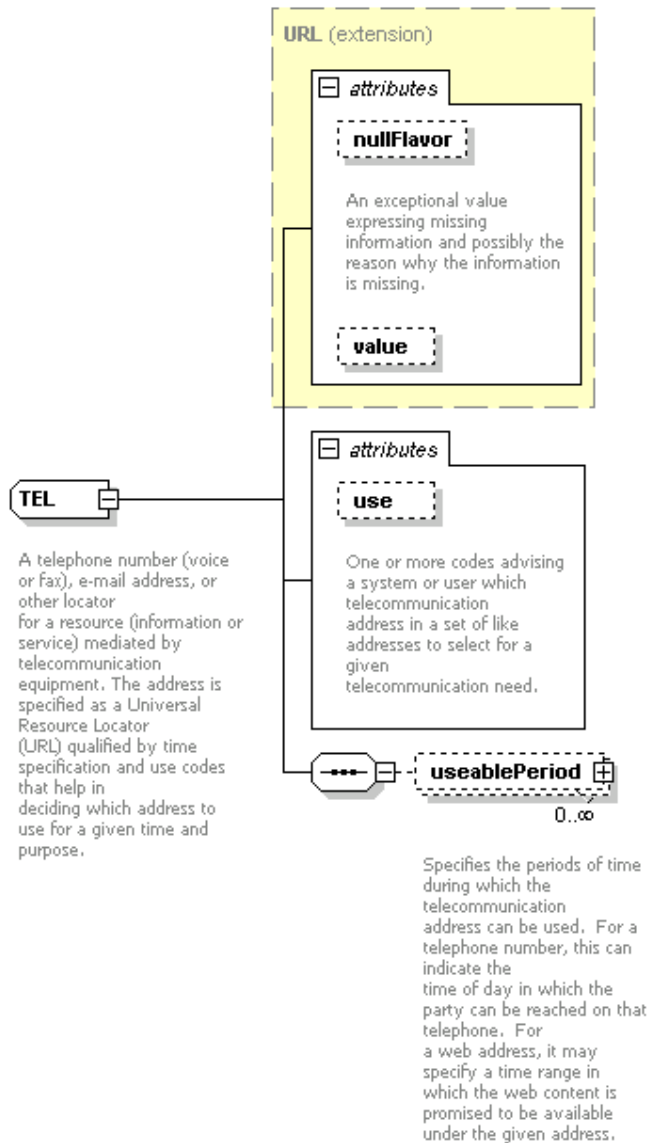 URL (extension)
attributes
nullFlavor
An exceptional value
expressing missing
information and possibly the
reason why the information
is missing.
value
attributes
use
One or more codes advising
a system or user which
telecommunication
address in a set of like
addresses to select for a
given
telecommunication need.
TEL
A telephone number (voice
or fax), e-mail address, or
other locator
for a resource (information or
service) mediated by
telecommunication
equipment. The address is
specified as a Universal
Resource Locator
(URL) qualified by time
specification and use codes
that help in
deciding which address to
use for a given time and
purpose.
useablePeriod
0..∞
Specifies the periods of time
during which the
telecommunication
address can be used.  For a
telephone number, this can
indicate the
time of day in which the
party can be reached on that
telephone.  For
a web address, it may
specify a time range in
which the web content is
promised to be available
under the given address.